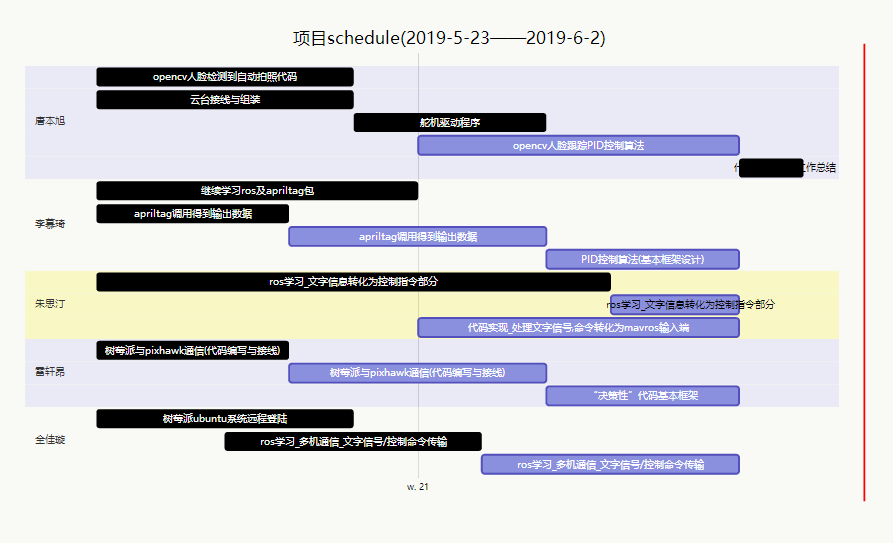 项目schedule(2019-5-23——2019-6-2)
唐本旭
opencv人脸检测到自动拍照代码
云台接线与组装
舵机驱动程序
opencv人脸跟踪PID控制算法
作总结
李慕琦
继续学习ros及apriltag包
apriltag调用得到输出数据
apriltag调用得到输出数据
PID控制算法(基本框架设计)
朱思汀
ros学习_文字信息转化为控制指令部分
ros学习_文字信息转化为控制指令部分
代码实现_处理文字信号,命令转化为mavros输入端
雷轩昂
树莓派与pixhawk通信(代码编写与接线)
树莓派与pixhawk通信(代码编写与接线)
“决策性”代码基本框架
全佳璇
树莓派ubuntu系统远程登陆
ros学习_多机通信_文字信号/控制命令传输
ros学习_多机通信_文字信号/控制命令传输
w. 21